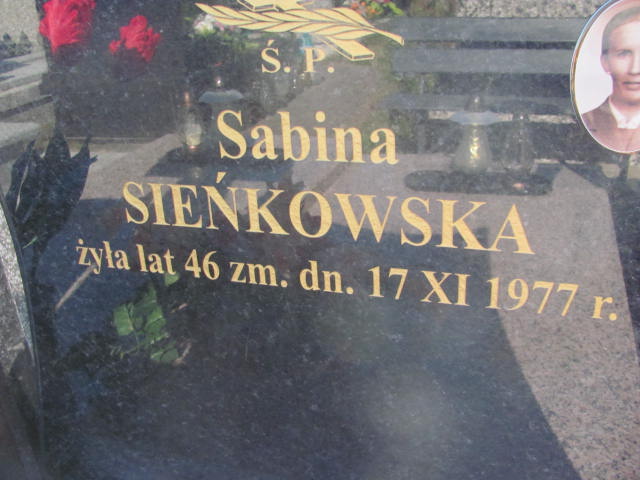 Ś. P.
Sabina
SIEŃKOWSKA
żyła lat 46 zm. dn. 17 XI 1977 r.